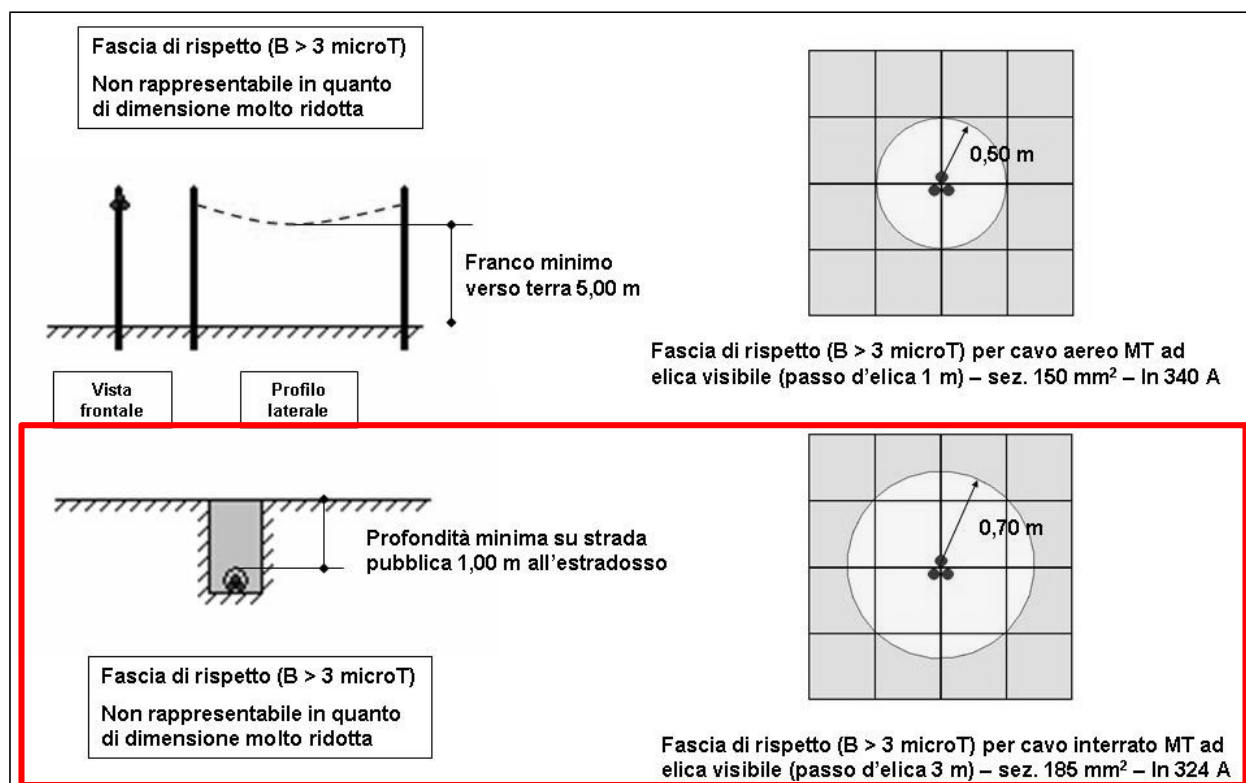 Fascia di rispetto (B > 3 microT)
Non rappresentabile in quanto
di dimensione molto ridotta
0,50 m
Franco minimo
verso terra 5,00 m
Fascia di rispetto (B > 3 microT) per cavo aereo MT ad
elica visibile (passo d'elica 1 m) – sez. 150 mm² – In 340 A
Vista
frontale
Profilo
laterale
Profondità minima su strada
pubblica 1,00 m all'estradosso
0,70 m
Fascia di rispetto (B > 3 microT)
Non rappresentabile in quanto
di dimensione molto ridotta
Fascia di rispetto (B > 3 microT) per cavo interrato MT ad
elica visibile (passo d'elica 3 m) – sez. 185 mm² – In 324 A